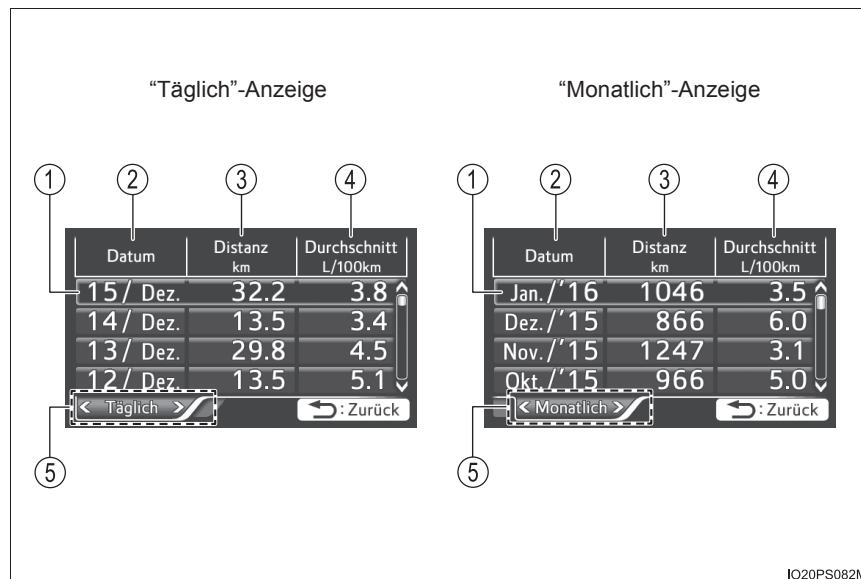 “Täglich”-Anzeige
“Monatlich”-Anzeige
1 2 3 4
1 2 3 4
Datum Distanz km Durchschnitt L/100km
15/ Dez. 32.2 3.8
14/ Dez. 13.5 3.4
13/ Dez. 29.8 4.5
12/ Dez. 13.5 5.1
< Täglich > : Zurück
5
Datum Distanz km Durchschnitt L/100km
Jan./’16 1046 3.5
Dez./’15 866 6.0
Nov./’15 1247 3.1
Okt./’15 966 5.0
< Monatlich > : Zurück
5
IO20PS082M